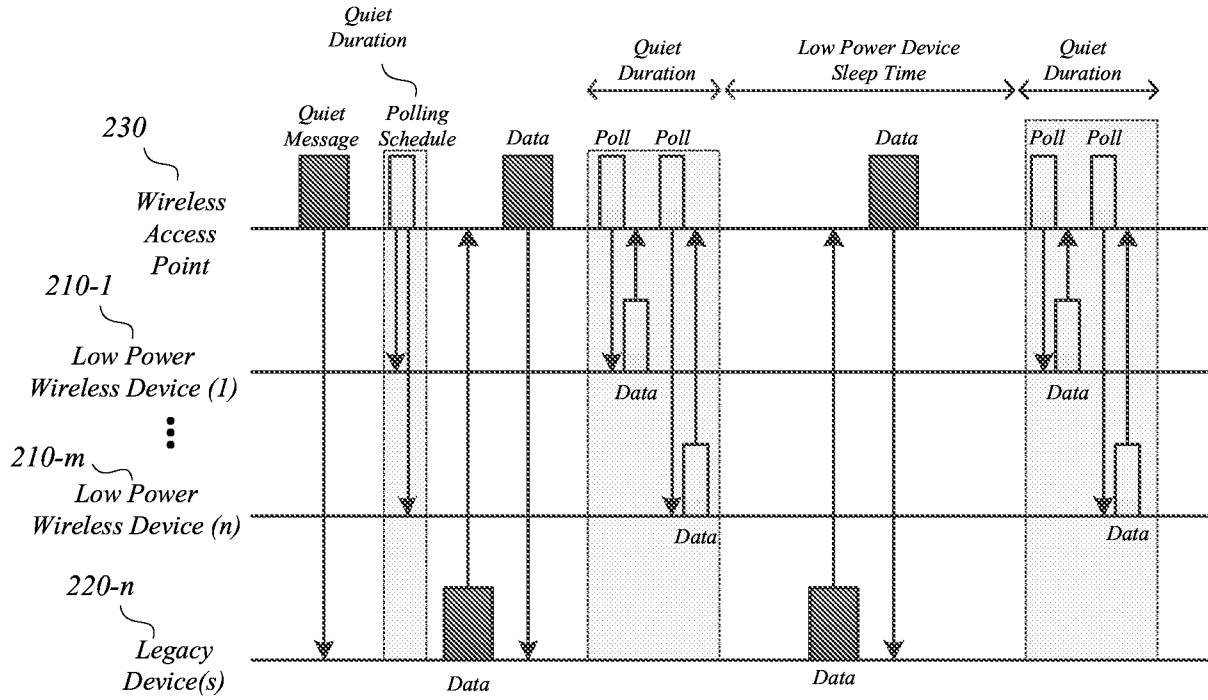 Quiet
Duration
Quiet
Duration
Low Power Device
Sleep Time
Quiet
Duration
230
Quiet
Message
Polling
Schedule
Data
Poll
Poll
Data
Poll
Poll
Wireless
Access
Point
210-1
Low Power
Wireless Device (1)
Data
Data
210-m
Low Power
Wireless Device (n)
Data
Data
220-n
Legacy
Device(s)
Data
Data